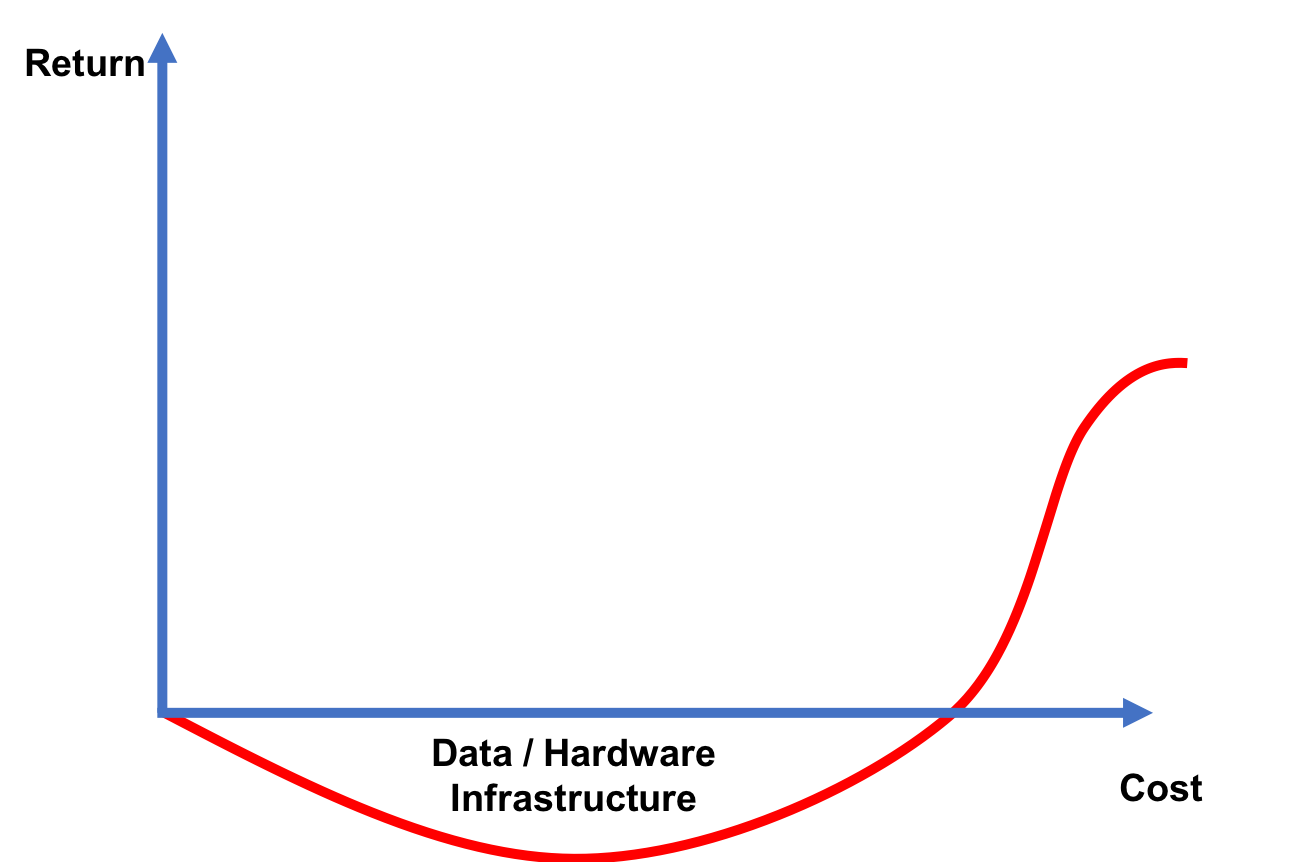 Return
Data / Hardware
Infrastructure
Cost